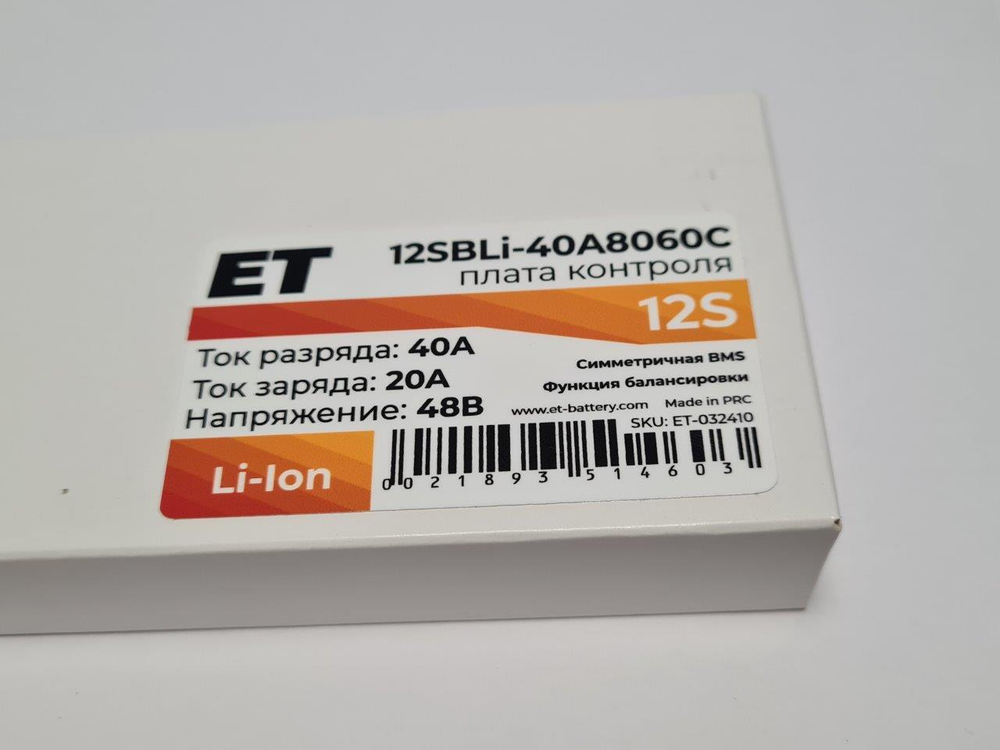 ET
12SBLi-40A8060C
плата контроля
12S
Ток разряда: 40А
Ток заряда: 20А
Напряжение: 48В
Симметричная BMS
Функция балансировки
www.et-battery.com Made in PRC
SKU: ET-032410
Li-Ion
0021893514603